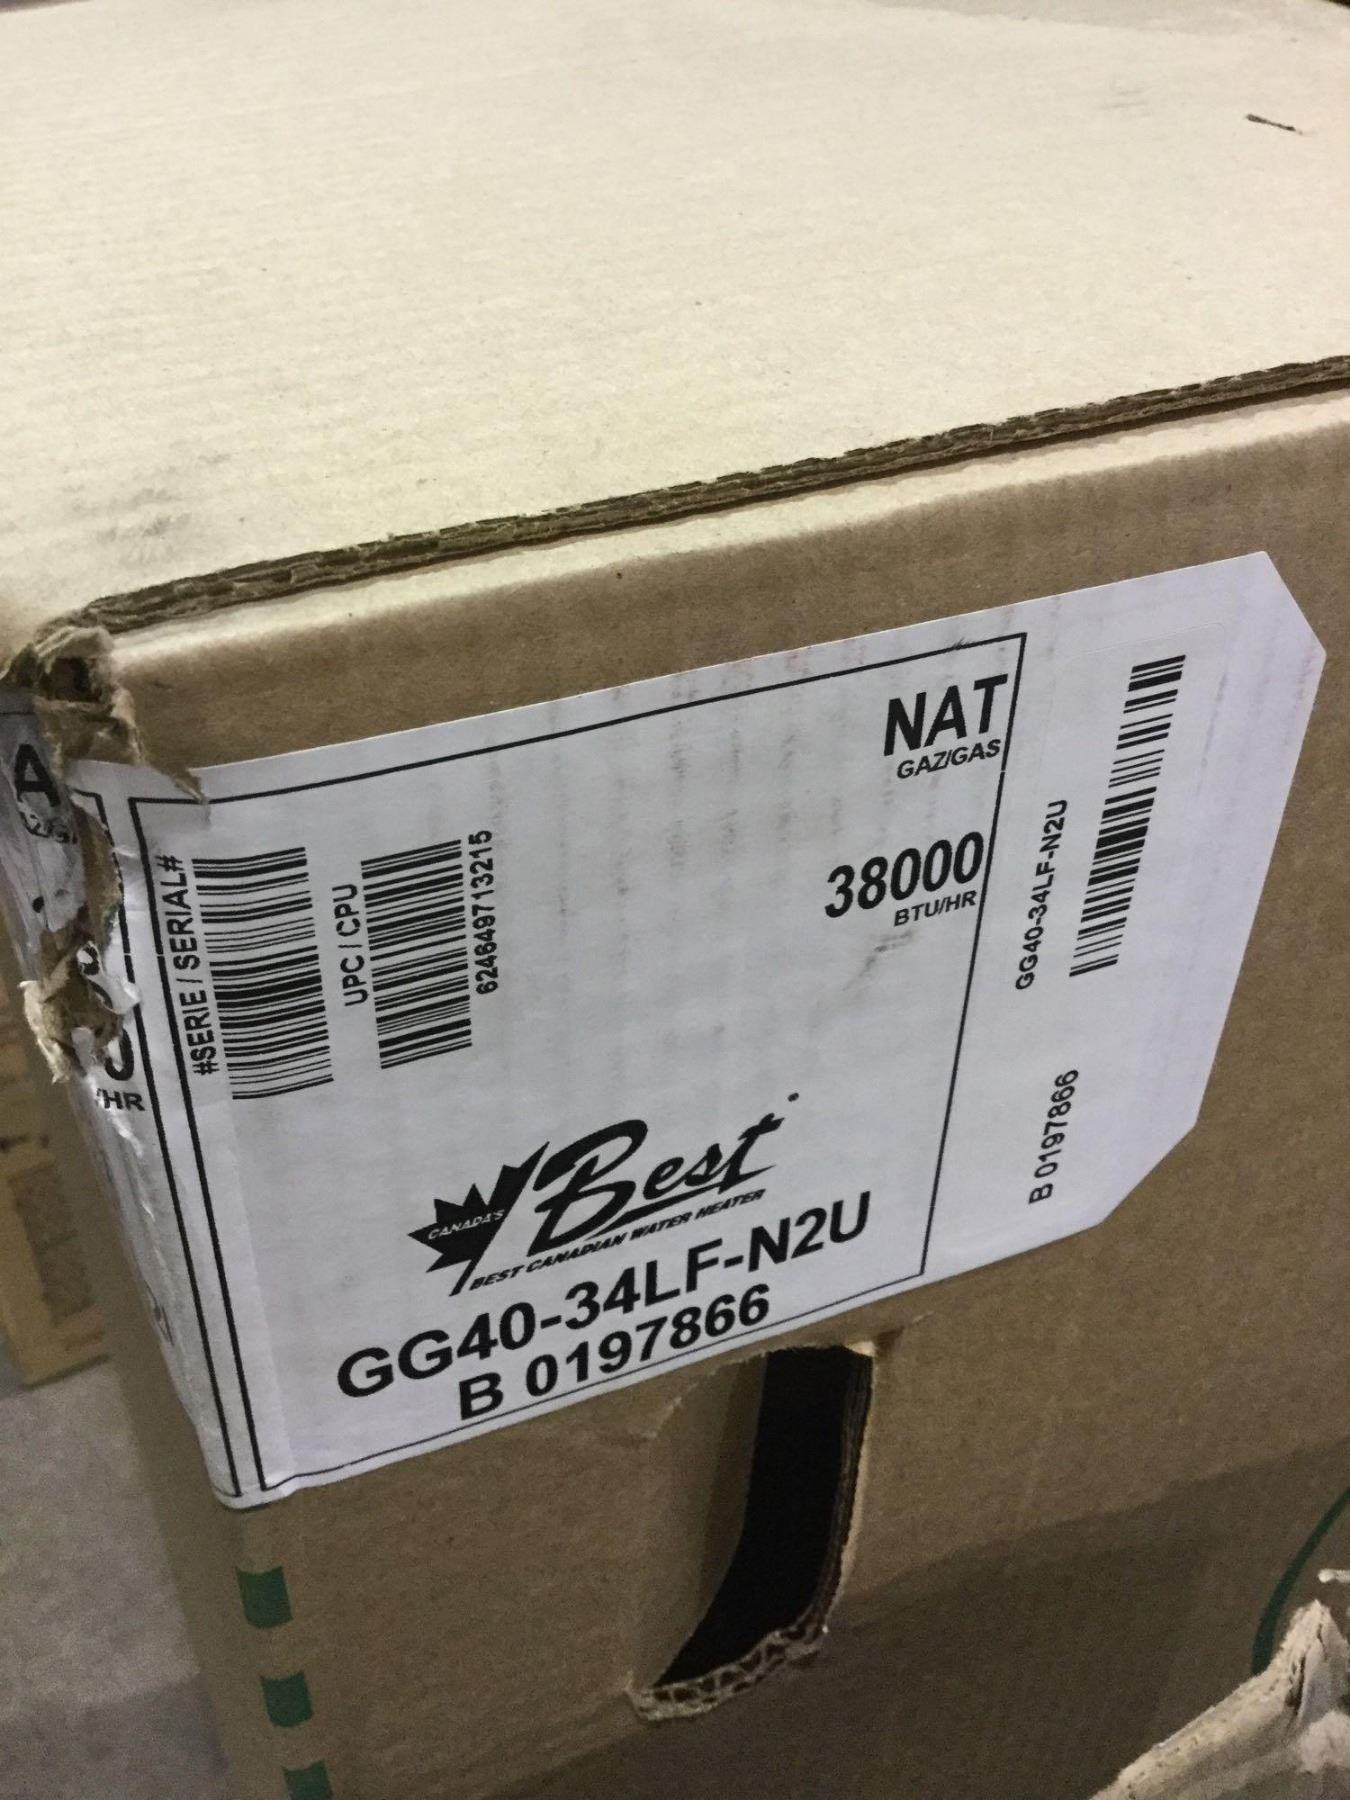 NAT
GAZ/GAS
38000
BTU/HR
#SERIE / SERIAL#
UPC / CPU
624649713215
CANADA'S
Best
BEST CANADIAN WATER HEATER
GG40-34LF-N2U
B 0197866
GG40-34LF-N2U
B 0197866
A
/HR